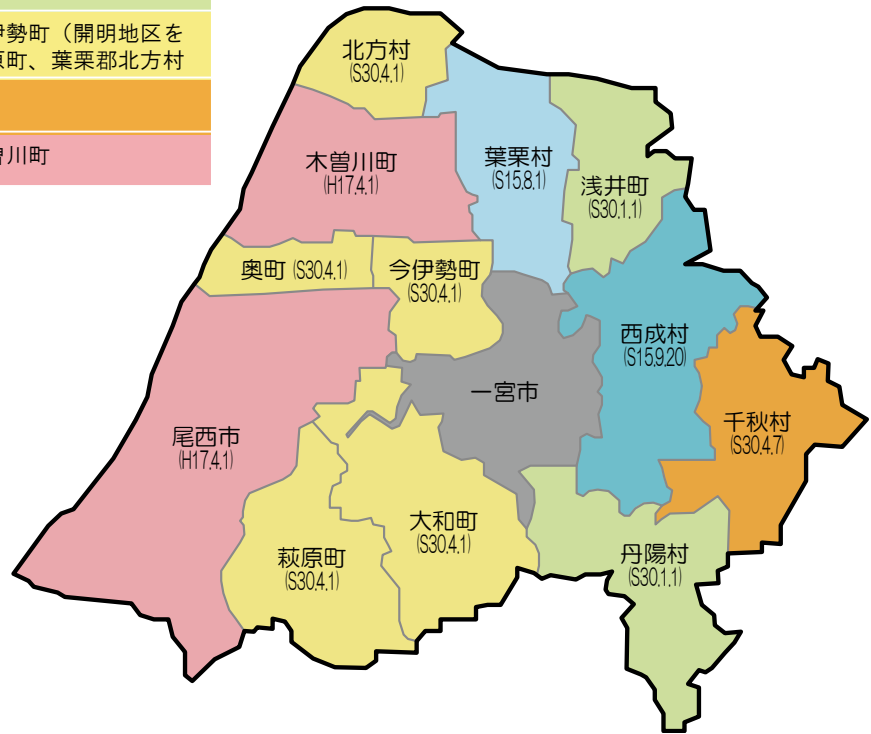 伊勢町（開明地区を
原町、葉栗郡北方村
曽川町
北方村
(S30.4.1)
木曽川町
(H17.4.1)
葉栗村
(S15.8.1)
浅井町
(S30.1.1)
奥町 (S30.4.1)
今伊勢町
(S30.4.1)
西成村
(S15.9.20)
一宮市
千秋村
(S30.4.7)
尾西市
(H17.4.1)
大和町
(S30.4.1)
萩原町
(S30.4.1)
丹陽村
(S30.1.1)